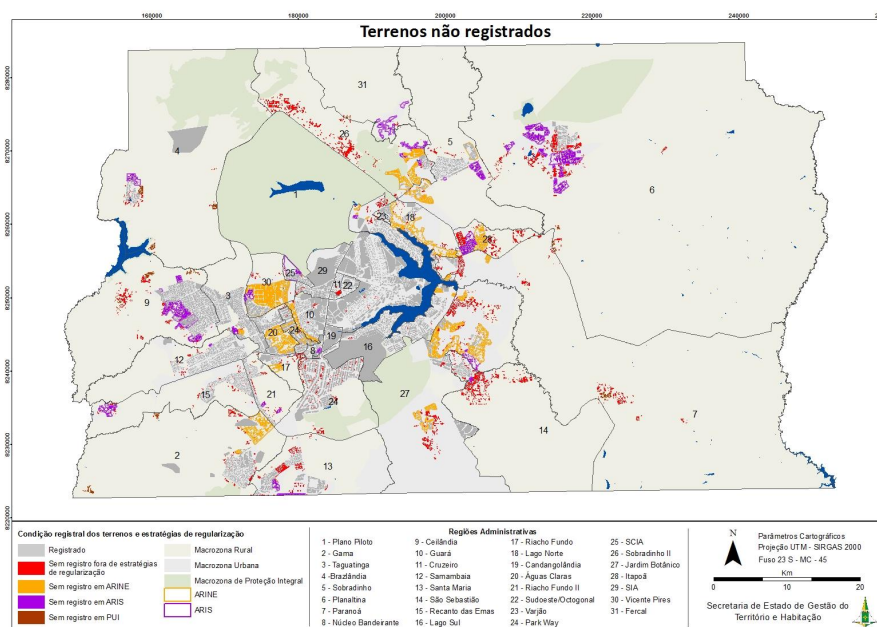 Terrenos não registrados
160000 180000 200000 220000 240000
8280000
8270000
8260000
8250000
8240000
8230000
8220000
31
26
5
4
6
1
23
18
28
25
29
30
11
22
9
3
10
20
24
19
8
16
12
17
15
21
24
27
7
14
2
13
Condição registral dos terrenos e estratégias de regularização
Registrado
Sem registro fora de estratégias
de regularização
Sem registro em ARINE
Sem registro em ARIS
Sem registro em PUI
Macrozona Rural
Macrozona Urbana
Macrozona de Proteção Integral
ARINE
ARIS
Regiões Administrativas
1 - Plano Piloto
2 - Gama
3 - Taguatinga
4 -Brazlândia
5 - Sobradinho
6 - Planaltina
7 - Paranoá
8 - Núcleo Bandeirante
9 - Ceilândia
10 - Guará
11 - Cruzeiro
12 - Samambaia
13 - Santa Maria
14 - São Sebastião
15 - Recanto das Emas
16 - Lago Sul
17 - Riacho Fundo
18 - Lago Norte
19 - Candangolândia
20 - Águas Claras
21 - Riacho Fundo II
22 - Sudoeste/Octogonal
23 - Varjão
24 - Park Way
25 - SCIA
26 - Sobradinho II
27 - Jardim Botânico
28 - Itapoã
29 - SIA
30 - Vicente Pires
31 - Fercal
N
Parâmetros Cartográficos
Projeção UTM - SIRGAS 2000
Fuso 23 S - MC - 45
Km
0 10 20
Secretaria de Estado de Gestão do
Território e Habitação